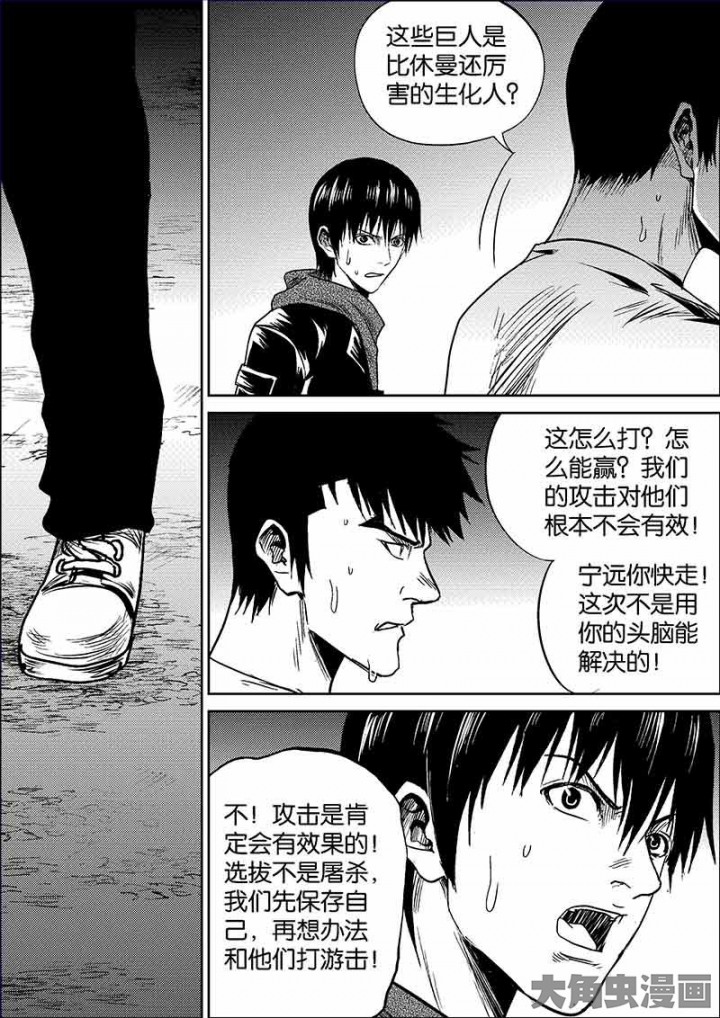 这些巨人是
比休曼还厉
害的生化人？
这怎么打？怎
么能赢？我们
的攻击对他们
根本不会有效！
宁远你快走！
这次不是用
你的头脑能
解决的！
不！攻击是肯
定会有效果的！
选拔不是屠杀，
我们先保存自
己，再想办法
和他们打游击！
大角虫漫画